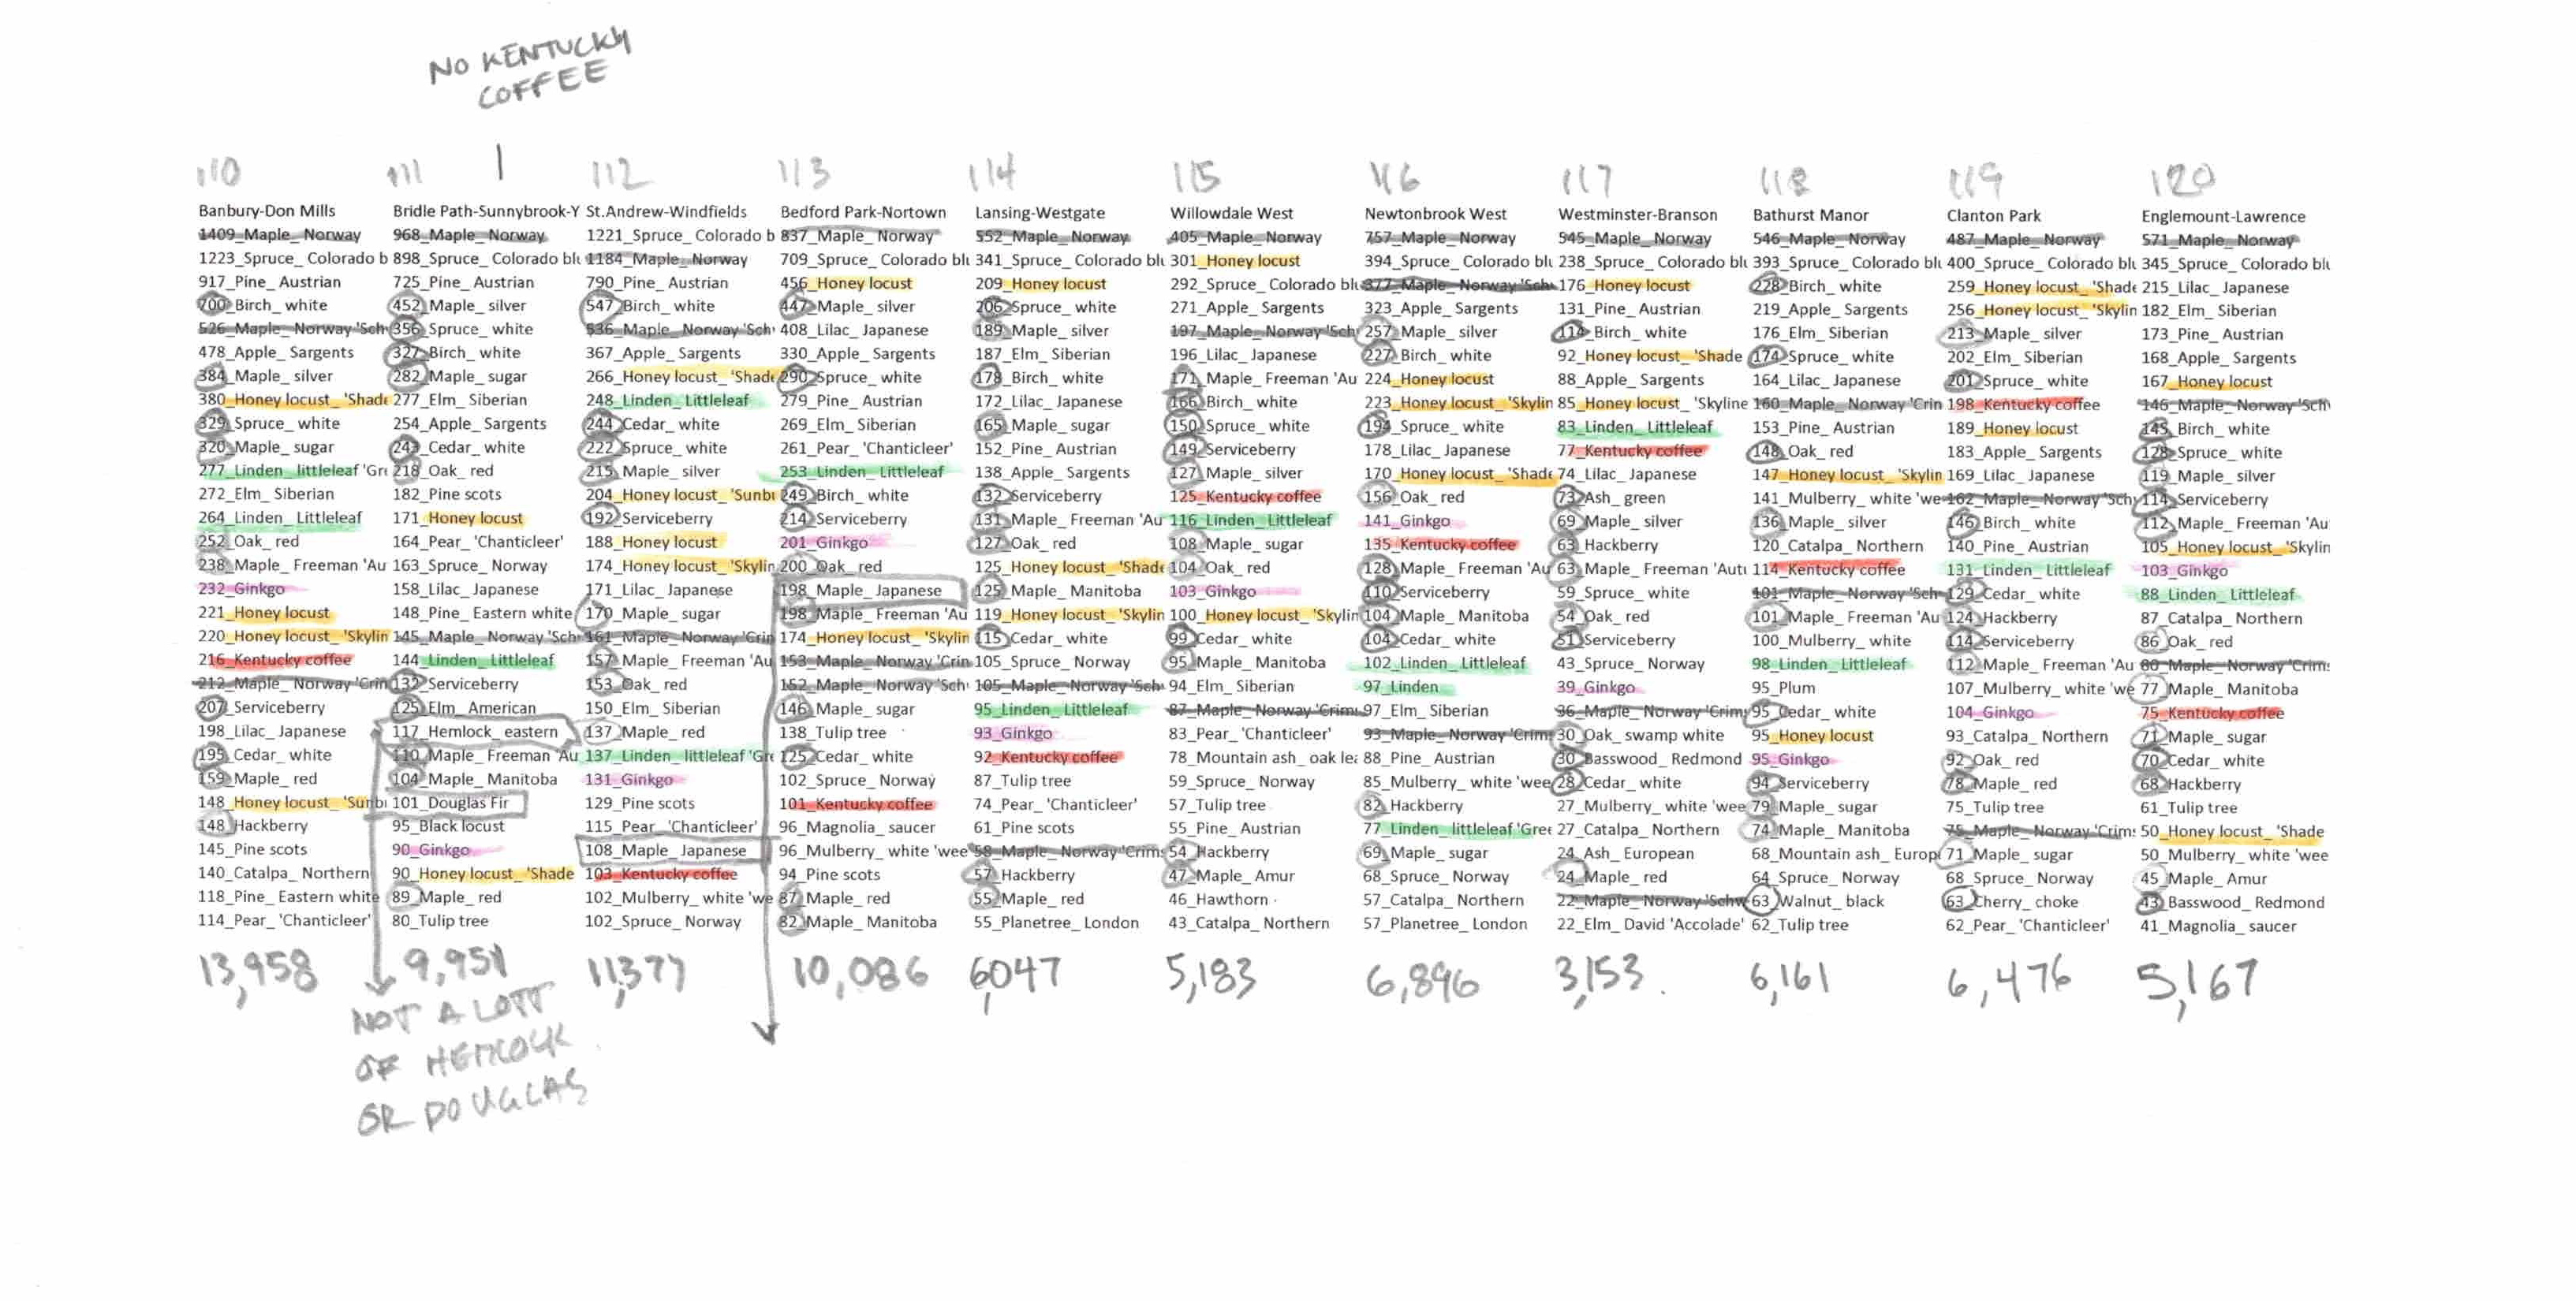 NO KENTUCKY
COFFEE
110
Banbury-Don Mills
1409_Maple_ Norway
1223_Spruce_ Colorado b
917_Pine_ Austrian
700_Birch_ white
526_Maple_ Norway 'Sch
478_Apple_ Sargents
384_Maple_ silver
380_Honey locust_ 'Shade
329_Spruce_ white
320_Maple_ sugar
277_Linden_ littleleaf 'Gre
272_Elm_ Siberian
264_Linden_ Littleleaf
252_Oak_ red
238_Maple_ Freeman 'Au
232_Ginkgo
221_Honey locust
220_Honey locust_ 'Skylin
216_Kentucky coffee
212_Maple_ Norway 'Crin
207_Serviceberry
198_Lilac_ Japanese
195_Cedar_ white
159_Maple_ red
148_Honey locust_ 'Sunbi
148_Hackberry
145_Pine scots
140_Catalpa_ Northern
118_Pine_ Eastern white
114_Pear_ 'Chanticleer'
13,958
111
Bridle Path-Sunnybrook-Y
968_Maple_ Norway
898_Spruce_ Colorado blu
725_Pine_ Austrian
452_Maple_ silver
356_Spruce_ white
327_Birch_ white
282_Maple_ sugar
277_Elm_ Siberian
254_Apple_ Sargents
243_Cedar_ white
218_Oak_ red
182_Pine scots
171_Honey locust
164_Pear_ 'Chanticleer'
163_Spruce_ Norway
158_Lilac_ Japanese
148_Pine_ Eastern white
145_Maple_ Norway 'Sch
144_Linden_ Littleleaf
132_Serviceberry
125_Elm_ American
117_Hemlock_ eastern
110_Maple_ Freeman 'Au
104_Maple_ Manitoba
101_Douglas Fir
95_Black locust
90_Ginkgo
90_Honey locust_ 'Shade
89_Maple_ red
80_Tulip tree
9,951
NOT A LOTT
OF HEMLOCK
OR DOUGLAS
112
St.Andrew-Windfields
1221_Spruce_ Colorado b
1184_Maple_ Norway
790_Pine_ Austrian
547_Birch_ white
536_Maple_ Norway 'Sch
367_Apple_ Sargents
266_Honey locust_ 'Shade
248_Linden_ Littleleaf
244_Cedar_ white
222_Spruce_ white
215_Maple_ silver
204_Honey locust_ 'Sunbu
192_Serviceberry
188_Honey locust
174_Honey locust_ 'Skylin
171_Lilac_ Japanese
170_Maple_ sugar
161_Maple_ Norway 'Crin
157_Maple_ Freeman 'Au
153_Oak_ red
150_Elm_ Siberian
137_Maple_ red
137_Linden_ littleleaf 'Gre
131_Ginkgo
129_Pine scots
115_Pear_ 'Chanticleer'
108_Maple_ Japanese
103_Kentucky coffee
102_Mulberry_ white 'we
102_Spruce_ Norway
11,377
113
Bedford Park-Nortown
837_Maple_ Norway
709_Spruce_ Colorado blu
456_Honey locust
447_Maple_ silver
408_Lilac_ Japanese
330_Apple_ Sargents
290_Spruce_ white
279_Pine_ Austrian
269_Elm_ Siberian
261_Pear_ 'Chanticleer'
253_Linden_ Littleleaf
249_Birch_ white
214_Serviceberry
201_Ginkgo
200_Oak_ red
198_Maple_ Japanese
198_Maple_ Freeman 'Au
174_Honey locust_ 'Skylin
153_Maple_ Norway 'Crin
152_Maple_ Norway 'Sch
146_Maple_ sugar
138_Tulip tree
125_Cedar_ white
102_Spruce_ Norway
101_Kentucky coffee
96_Magnolia_ saucer
96_Mulberry_ white 'wee
94_Pine scots
87_Maple_ red
82_Maple_ Manitoba
10,086
114
Lansing-Westgate
552_Maple_ Norway
341_Spruce_ Colorado blu
209_Honey locust
206_Spruce_ white
189_Maple_ silver
187_Elm_ Siberian
178_Birch_ white
172_Lilac_ Japanese
165_Maple_ sugar
152_Pine_ Austrian
138_Apple_ Sargents
132_Serviceberry
131_Maple_ Freeman 'Au
127_Oak_ red
125_Honey locust_ 'Shade
125_Maple_ Manitoba
119_Honey locust_ 'Skylin
115_Cedar_ white
105_Spruce_ Norway
105_Maple_ Norway 'Sch
95_Linden_ Littleleaf
93_Ginkgo
92_Kentucky coffee
87_Tulip tree
74_Pear_ 'Chanticleer'
61_Pine scots
58_Maple_ Norway 'Crims
57_Hackberry
55_Maple_ red
55_Planetree_ London
6,047
115
Willowdale West
405_Maple_ Norway
301_Honey locust
292_Spruce_ Colorado blu
271_Apple_ Sargents
197_Maple_ Norway 'Sch
196_Lilac_ Japanese
171_Maple_ Freeman 'Au
166_Birch_ white
150_Spruce_ white
149_Serviceberry
127_Maple_ silver
125_Kentucky coffee
116_Linden_ Littleleaf
108_Maple_ sugar
104_Oak_ red
103_Ginkgo
100_Honey locust_ 'Skylin
99_Cedar_ white
95_Maple_ Manitoba
94_Elm_ Siberian
87_Maple_ Norway 'Crims
83_Pear_ 'Chanticleer'
78_Mountain ash_ oak lea
59_Spruce_ Norway
57_Tulip tree
55_Pine_ Austrian
54_Hackberry
47_Maple_ Amur
46_Hawthorn
43_Catalpa_ Northern
5,183
116
Newtonbrook West
757_Maple_ Norway
394_Spruce_ Colorado blu
377_Maple_ Norway 'Sch
323_Apple_ Sargents
257_Maple_ silver
227_Birch_ white
224_Honey locust
223_Honey locust_ 'Skylin
194_Spruce_ white
178_Lilac_ Japanese
170_Honey locust_ 'Shade
156_Oak_ red
141_Ginkgo
135_Kentucky coffee
128_Maple_ Freeman 'Au
110_Serviceberry
104_Maple_ Manitoba
104_Cedar_ white
102_Linden_ Littleleaf
97_Linden
97_Elm_ Siberian
93_Maple_ Norway 'Crims
88_Pine_ Austrian
85_Mulberry_ white 'wee
82_Hackberry
77_Linden_ littleleaf 'Gree
69_Maple_ sugar
68_Spruce_ Norway
57_Catalpa_ Northern
57_Planetree_ London
6,896
117
Westminster-Branson
545_Maple_ Norway
238_Spruce_ Colorado blu
176_Honey locust
131_Pine_ Austrian
114_Birch_ white
92_Honey locust_ 'Shade
88_Apple_ Sargents
85_Honey locust_ 'Skyline
83_Linden_ Littleleaf
77_Kentucky coffee
74_Lilac_ Japanese
73_Ash_ green
69_Maple_ silver
63_Hackberry
63_Maple_ Freeman 'Autu
59_Spruce_ white
54_Oak_ red
51_Serviceberry
43_Spruce_ Norway
39_Ginkgo
36_Maple_ Norway 'Crims
30_Oak_ swamp white
30_Basswood_ Redmond
28_Cedar_ white
27_Mulberry_ white 'wee
27_Catalpa_ Northern
24_Ash_ European
24_Maple_ red
22_Maple_ Norway 'Schw
22_Elm_ David 'Accolade'
3,153
118
Bathurst Manor
546_Maple_ Norway
393_Spruce_ Colorado blu
228_Birch_ white
219_Apple_ Sargents
176_Elm_ Siberian
174_Spruce_ white
164_Lilac_ Japanese
160_Maple_ Norway 'Crin
153_Pine_ Austrian
148_Oak_ red
147_Honey locust_ 'Skylin
141_Mulberry_ white 'we
136_Maple_ silver
120_Catalpa_ Northern
114_Kentucky coffee
101_Maple_ Norway 'Sch
101_Maple_ Freeman 'Au
100_Mulberry_ white
98_Linden_ Littleleaf
95_Plum
95_Cedar_ white
95_Honey locust
95_Ginkgo
94_Serviceberry
79_Maple_ sugar
74_Maple_ Manitoba
68_Mountain ash_ Europ
64_Spruce_ Norway
63_Walnut_ black
62_Tulip tree
6,161
119
Clanton Park
487_Maple_ Norway
400_Spruce_ Colorado blu
259_Honey locust_ 'Shade
256_Honey locust_ 'Skylin
213_Maple_ silver
202_Elm_ Siberian
201_Spruce_ white
198_Kentucky coffee
189_Honey locust
183_Apple_ Sargents
169_Lilac_ Japanese
162_Maple_ Norway 'Sch
146_Birch_ white
140_Pine_ Austrian
131_Linden_ Littleleaf
129_Cedar_ white
124_Hackberry
114_Serviceberry
112_Maple_ Freeman 'Au
107_Mulberry_ white 'we
104_Ginkgo
93_Catalpa_ Northern
92_Oak_ red
78_Maple_ red
75_Tulip tree
75_Maple_ Norway 'Crims
71_Maple_ sugar
68_Spruce_ Norway
63_Cherry_ choke
62_Pear_ 'Chanticleer'
6,476
120
Englemount-Lawrence
571_Maple_ Norway
345_Spruce_ Colorado blu
215_Lilac_ Japanese
182_Elm_ Siberian
173_Pine_ Austrian
168_Apple_ Sargents
167_Honey locust
146_Maple_ Norway 'Sch
145_Birch_ white
128_Spruce_ white
119_Maple_ silver
114_Serviceberry
112_Maple_ Freeman 'Au
105_Honey locust_ 'Skylin
103_Ginkgo
88_Linden_ Littleleaf
87_Catalpa_ Northern
86_Oak_ red
80_Maple_ Norway 'Crims
77_Maple_ Manitoba
75_Kentucky coffee
71_Maple_ sugar
70_Cedar_ white
68_Hackberry
61_Tulip tree
50_Honey locust_ 'Shade
50_Mulberry_ white 'wee
45_Maple_ Amur
43_Basswood_ Redmond
41_Magnolia_ saucer
5,167